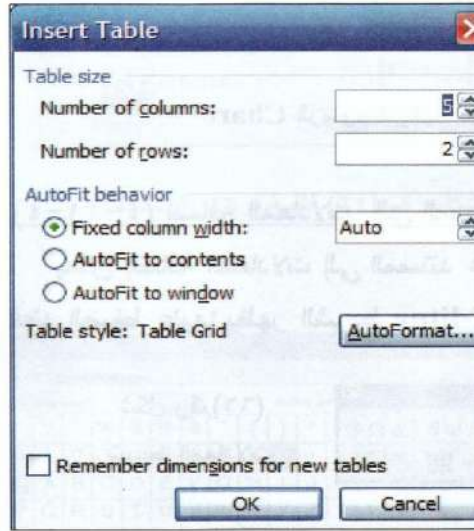 Insert Table
Table size
Number of columns: 5
Number of rows: 2
AutoFit behavior
Fixed column width: Auto
AutoFit to contents
AutoFit to window
Table style: Table Grid AutoFormat...
Remember dimensions for new tables
OK Cancel